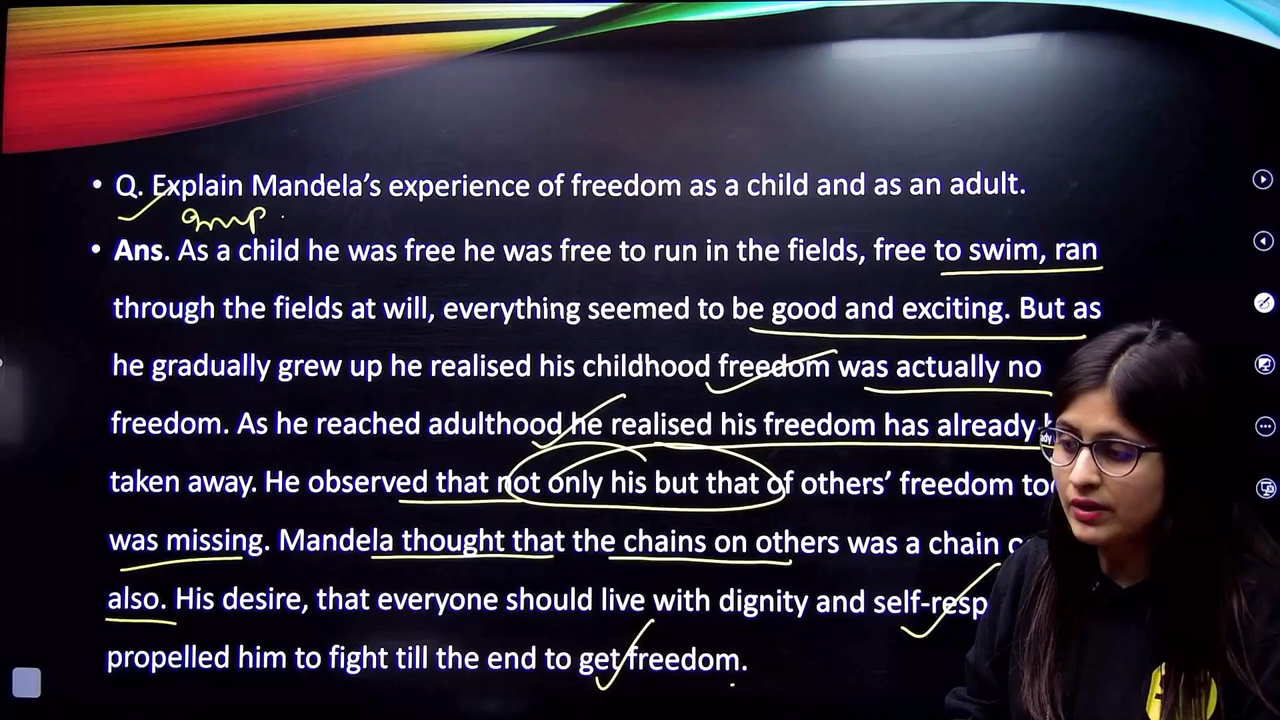 • Q. Explain Mandela's experience of freedom as a child and as an adult.
Imp.
• Ans. As a child he was free he was free to run in the fields, free to swim, ran
through the fields at will, everything seemed to be good and exciting. But as
he gradually grew up he realised his childhood freedom was actually no
freedom. As he reached adulthood he realised his freedom has already
taken away. He observed that not only his but that of others' freedom
was missing. Mandela thought that the chains on others was a chain
also. His desire, that everyone should live with dignity and
propelled him to fight till the end to get freedom.